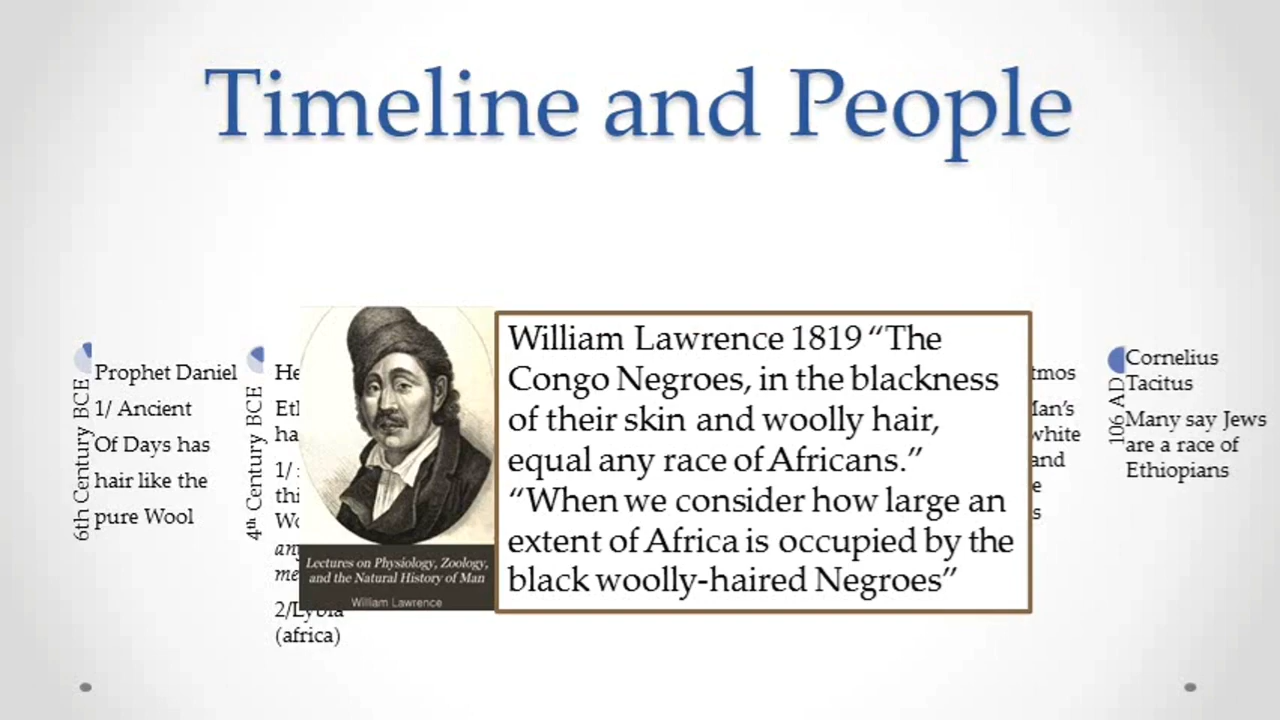 Timeline and People
6th Century BCE
Prophet Daniel
1/ Ancient
Of Days has
hair like the
pure Wool
4th Century BCE
He
Etl
ha
1/
thi
Wo
an
me
2/Lybia
(africa)
Lectures on Physiology, Zoology,
and the Natural History of Man
William Lawrence
William Lawrence 1819 “The
Congo Negroes, in the blackness
of their skin and woolly hair,
equal any race of Africans.”
“When we consider how large an
extent of Africa is occupied by the
black woolly-haired Negroes”
tmos
Man’s
white
and
e
s
106 AD
Cornelius
Tacitus
Many say Jews
are a race of
Ethiopians